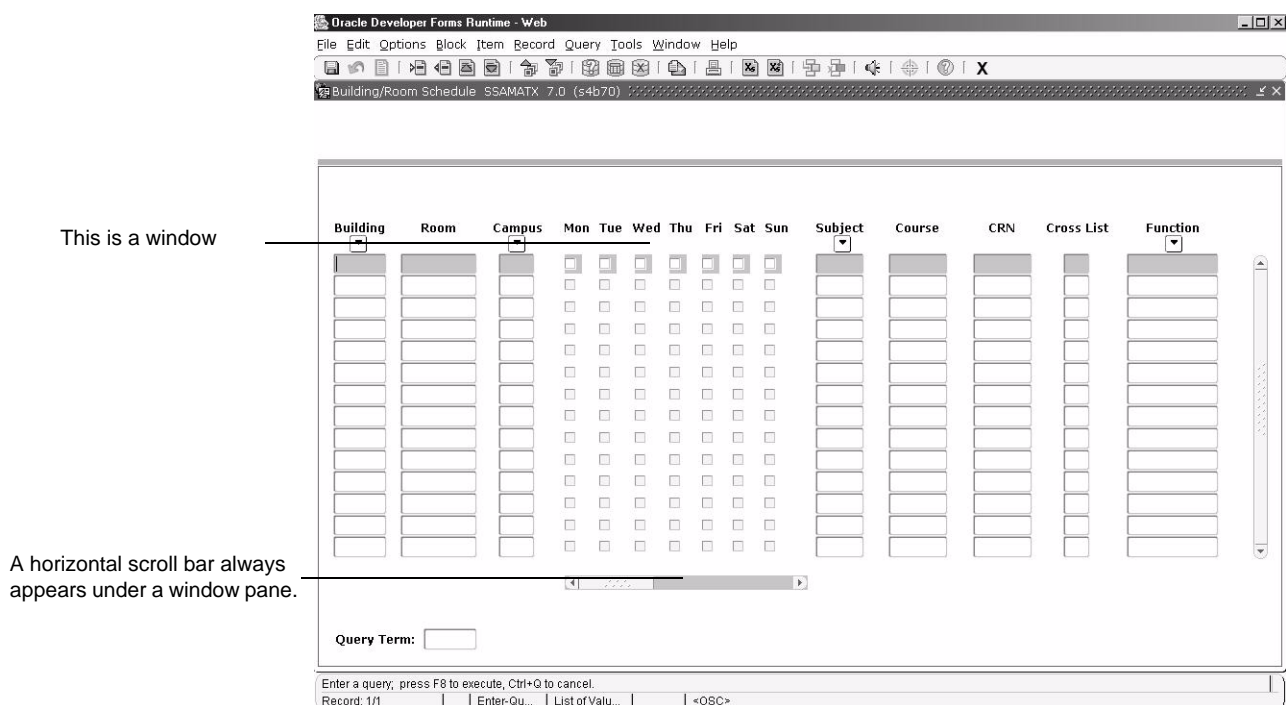 Oracle Developer Forms Runtime - Web
File Edit Options Block Item Record Query Tools Window Help
X
Building/Room Schedule SSAMATX 7.0 (s4b70)
This is a window
Building Room Campus Mon Tue Wed Thu Fri Sat Sun Subject Course CRN Cross List Function
A horizontal scroll bar always
appears under a window pane.
Query Term:
Enter a query; press F8 to execute, Ctrl+Q to cancel.
Record: 1/1 Enter-Qu... List of Valu... <OSC>